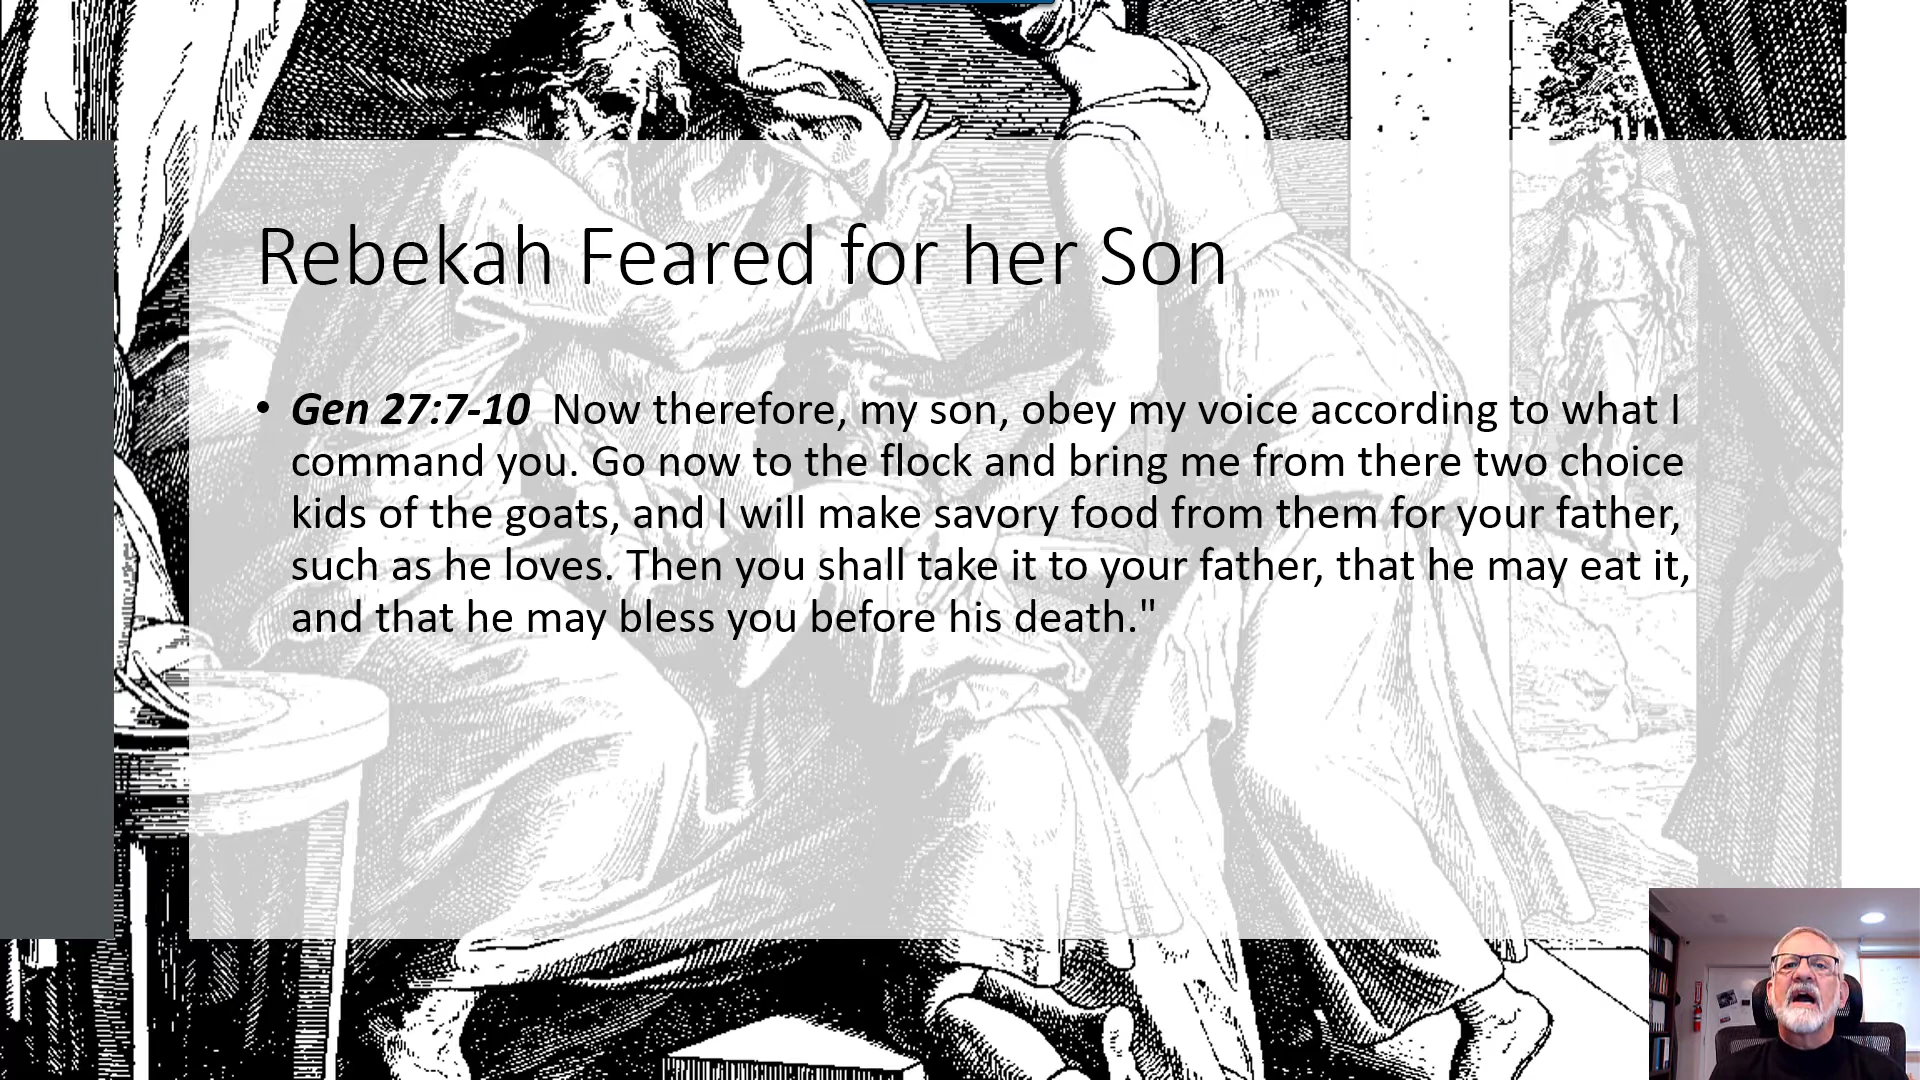 Rebekah Feared for her Son
• Gen 27:7-10  Now therefore, my son, obey my voice according to what I
command you. Go now to the flock and bring me from there two choice
kids of the goats, and I will make savory food from them for your father,
such as he loves. Then you shall take it to your father, that he may eat it,
and that he may bless you before his death."